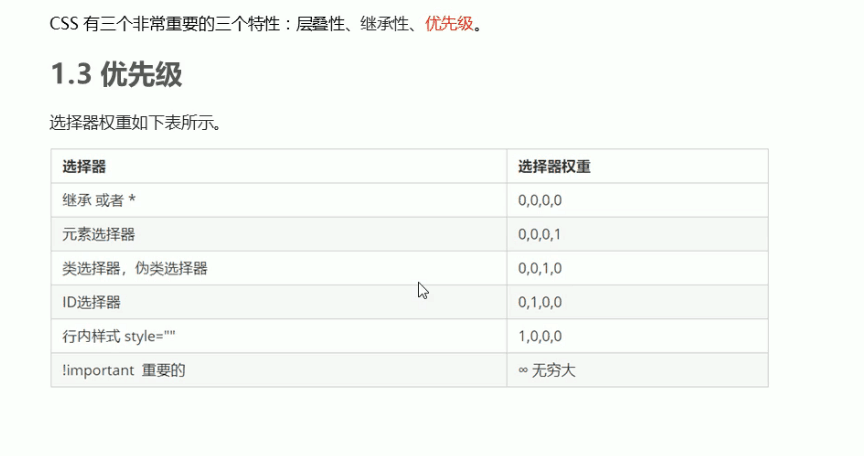 CSS 有三个非常重要的三个特性：层叠性、继承性、优先级。
1.3 优先级
选择器权重如下表所示。
选择器 选择器权重
继承 或者 * 0,0,0,0
元素选择器 0,0,0,1
类选择器，伪类选择器 0,0,1,0
ID选择器 0,1,0,0
行内样式 style="" 1,0,0,0
!important 重要的 ∞ 无穷大